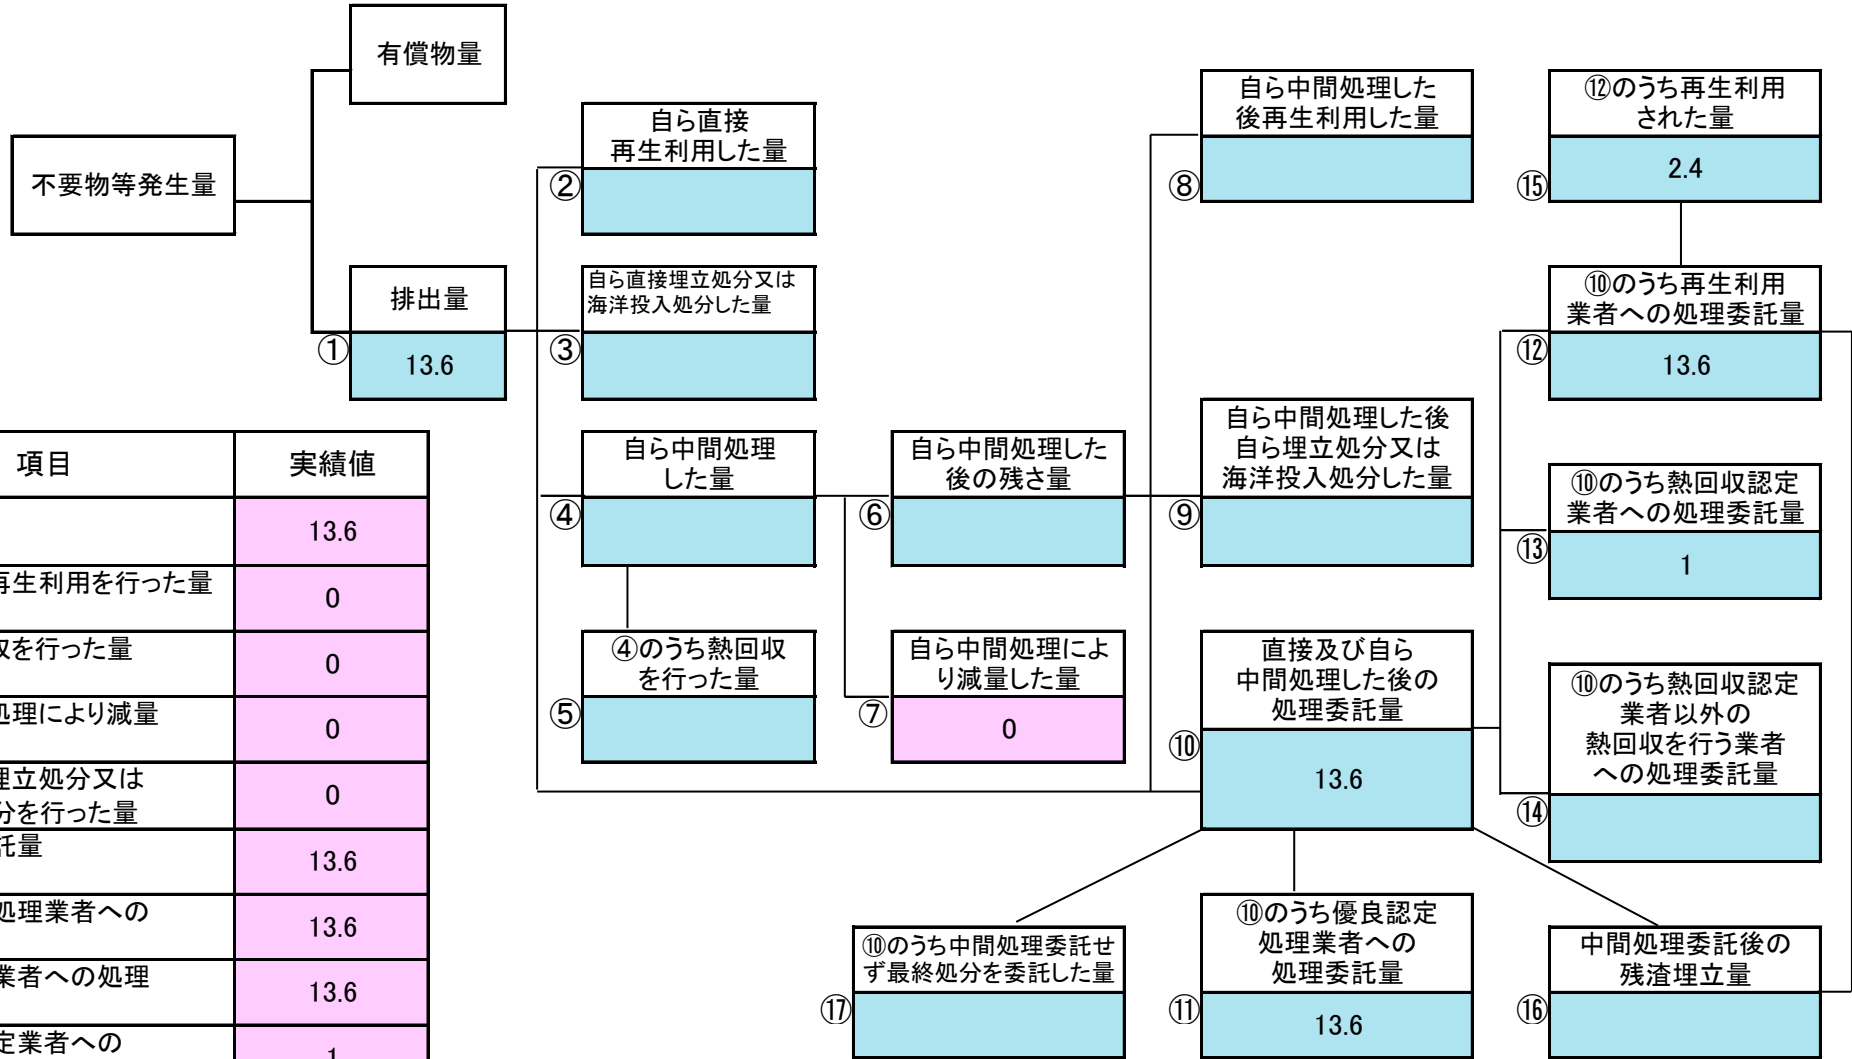 有償物量
不要物等発生量
排出量
①
13.6
自ら直接
再生利用した量
②
自ら直接埋立処分又は
海洋投入処分した量
③
自ら中間処理
した量
④
④のうち熱回収
を行った量
⑤
自ら中間処理した
後の残さ量
⑥
自ら中間処理によ
り減量した量
⑦
0
自ら中間処理した
後再生利用した量
⑧
自ら中間処理した後
自ら埋立処分又は
海洋投入処分した量
⑨
直接及び自ら
中間処理した後の
処理委託量
⑩
13.6
⑫のうち再生利用
された量
⑮
2.4
⑩のうち再生利用
業者への処理委託量
⑫
13.6
⑩のうち熱回収認定
業者への処理委託量
⑬
1
⑩のうち熱回収認定
業者以外の
熱回収を行う業者
への処理委託量
⑭
⑩のうち中間処理委託せ
ず最終処分を委託した量
⑰
⑩のうち優良認定
処理業者への
処理委託量
⑪
13.6
中間処理委託後の
残渣埋立量
⑯
項目 実績値
13.6
再生利用を行った量 0
収を行った量 0
処理により減量 0
埋立処分又は
分を行った量 0
託量 13.6
処理業者への 13.6
業者への処理 13.6
定業者への 1